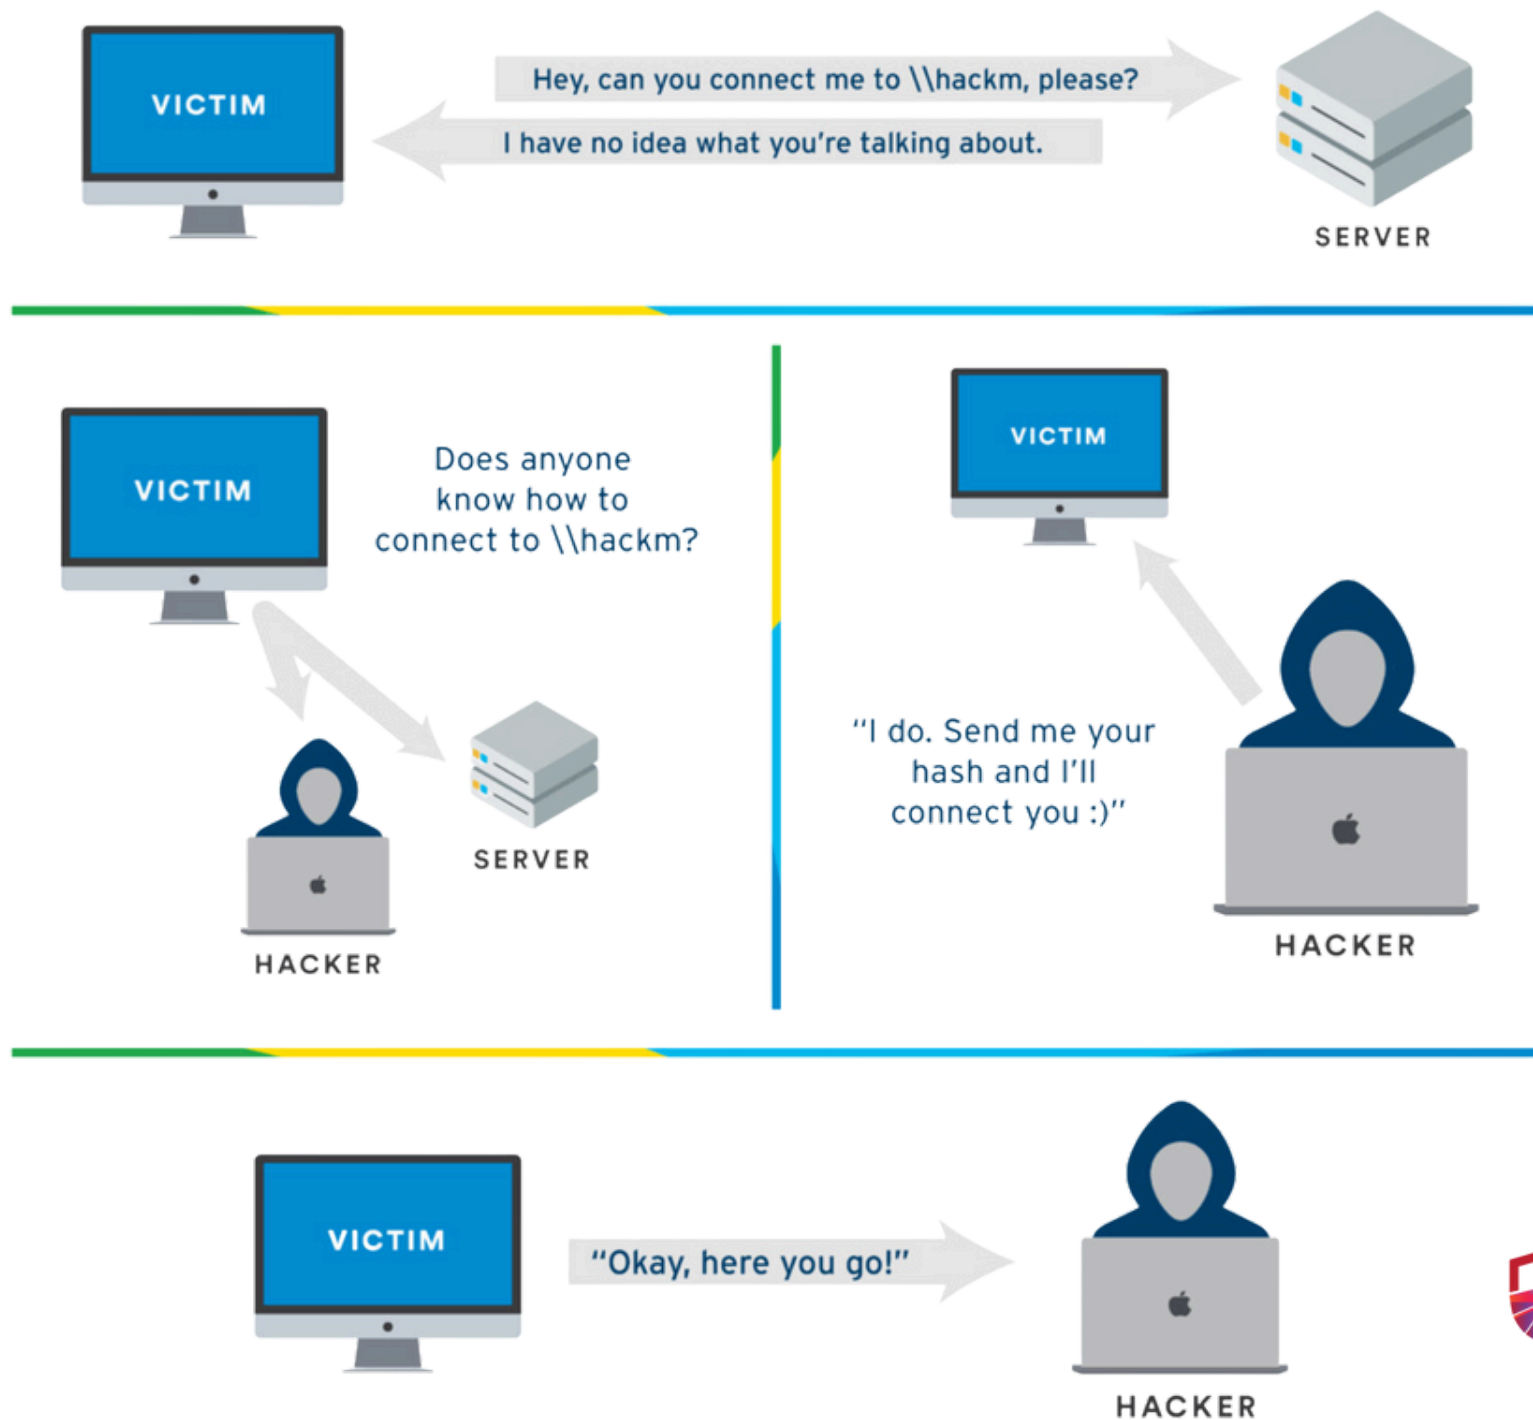 VICTIM
Hey, can you connect me to \\hackm, please?
I have no idea what you're talking about.
SERVER
VICTIM
Does anyone
know how to
connect to \\hackm?
SERVER
HACKER
VICTIM
“I do. Send me your
hash and I'll
connect you :)”
HACKER
VICTIM
“Okay, here you go!”
HACKER